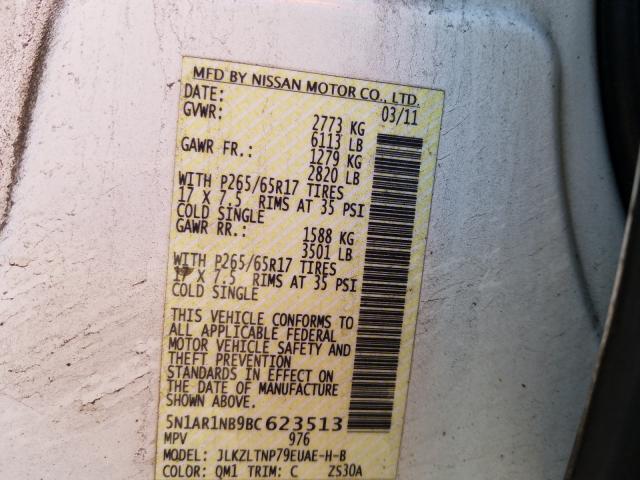 MFD BY NISSAN MOTOR CO., LTD.
DATE: 03/11
GVWR: 2773 KG
6113 LB
GAWR FR.: 1279 KG
2820 LB
WITH P265/65R17 TIRES
17 X 7.5 RIMS AT 35 PSI
COLD SINGLE
GAWR RR.: 1588 KG
3501 LB
WITH P265/65R17 TIRES
17 X 7.5 RIMS AT 35 PSI
COLD SINGLE
THIS VEHICLE CONFORMS TO
ALL APPLICABLE FEDERAL
MOTOR VEHICLE SAFETY AND
THEFT PREVENTION
STANDARDS IN EFFECT ON
THE DATE OF MANUFACTURE
SHOWN ABOVE.
5N1AR1NB9BC623513
MPV 976
MODEL: JLKZLTNP79EUAE-H-B
COLOR: QM1 TRIM: C ZS30A